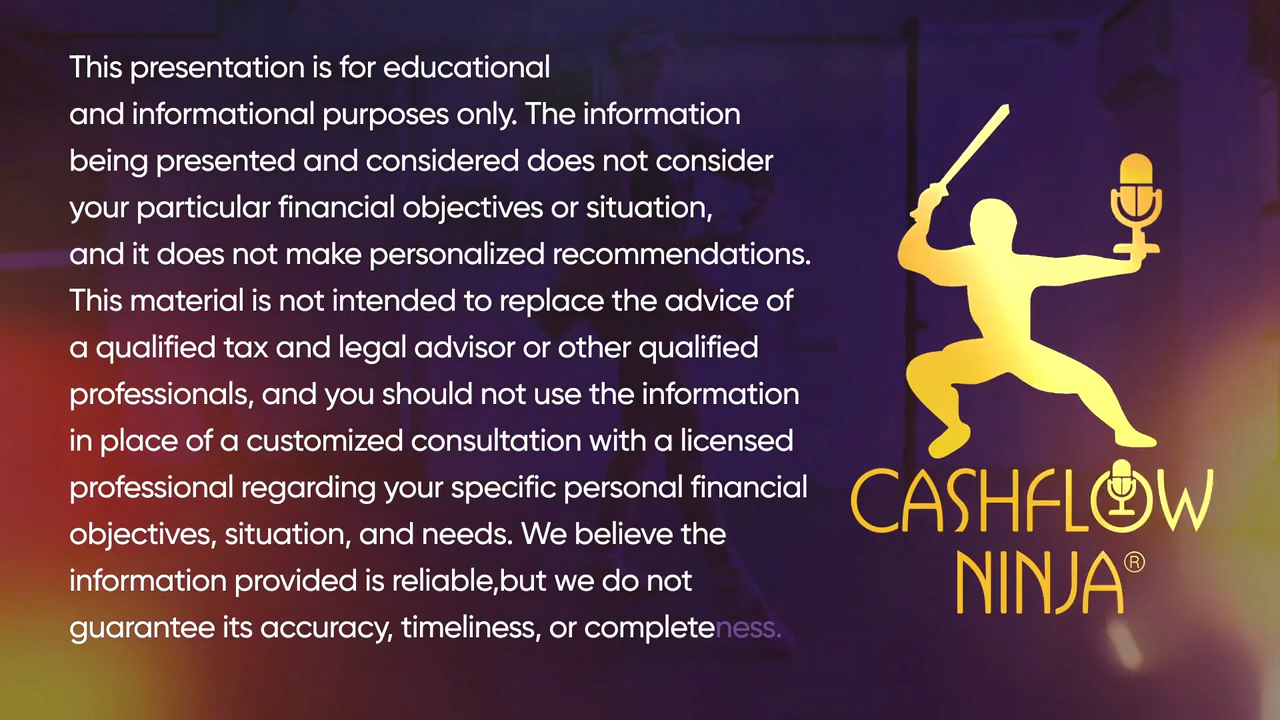 This presentation is for educational
and informational purposes only. The information
being presented and considered does not consider
your particular financial objectives or situation,
and it does not make personalized recommendations.
This material is not intended to replace the advice of
a qualified tax and legal advisor or other qualified
professionals, and you should not use the information
in place of a customized consultation with a licensed
professional regarding your specific personal financial
objectives, situation, and needs. We believe the
information provided is reliable,but we do not
guarantee its accuracy, timeliness, or completeness.
CASHFLOW
NINJA®